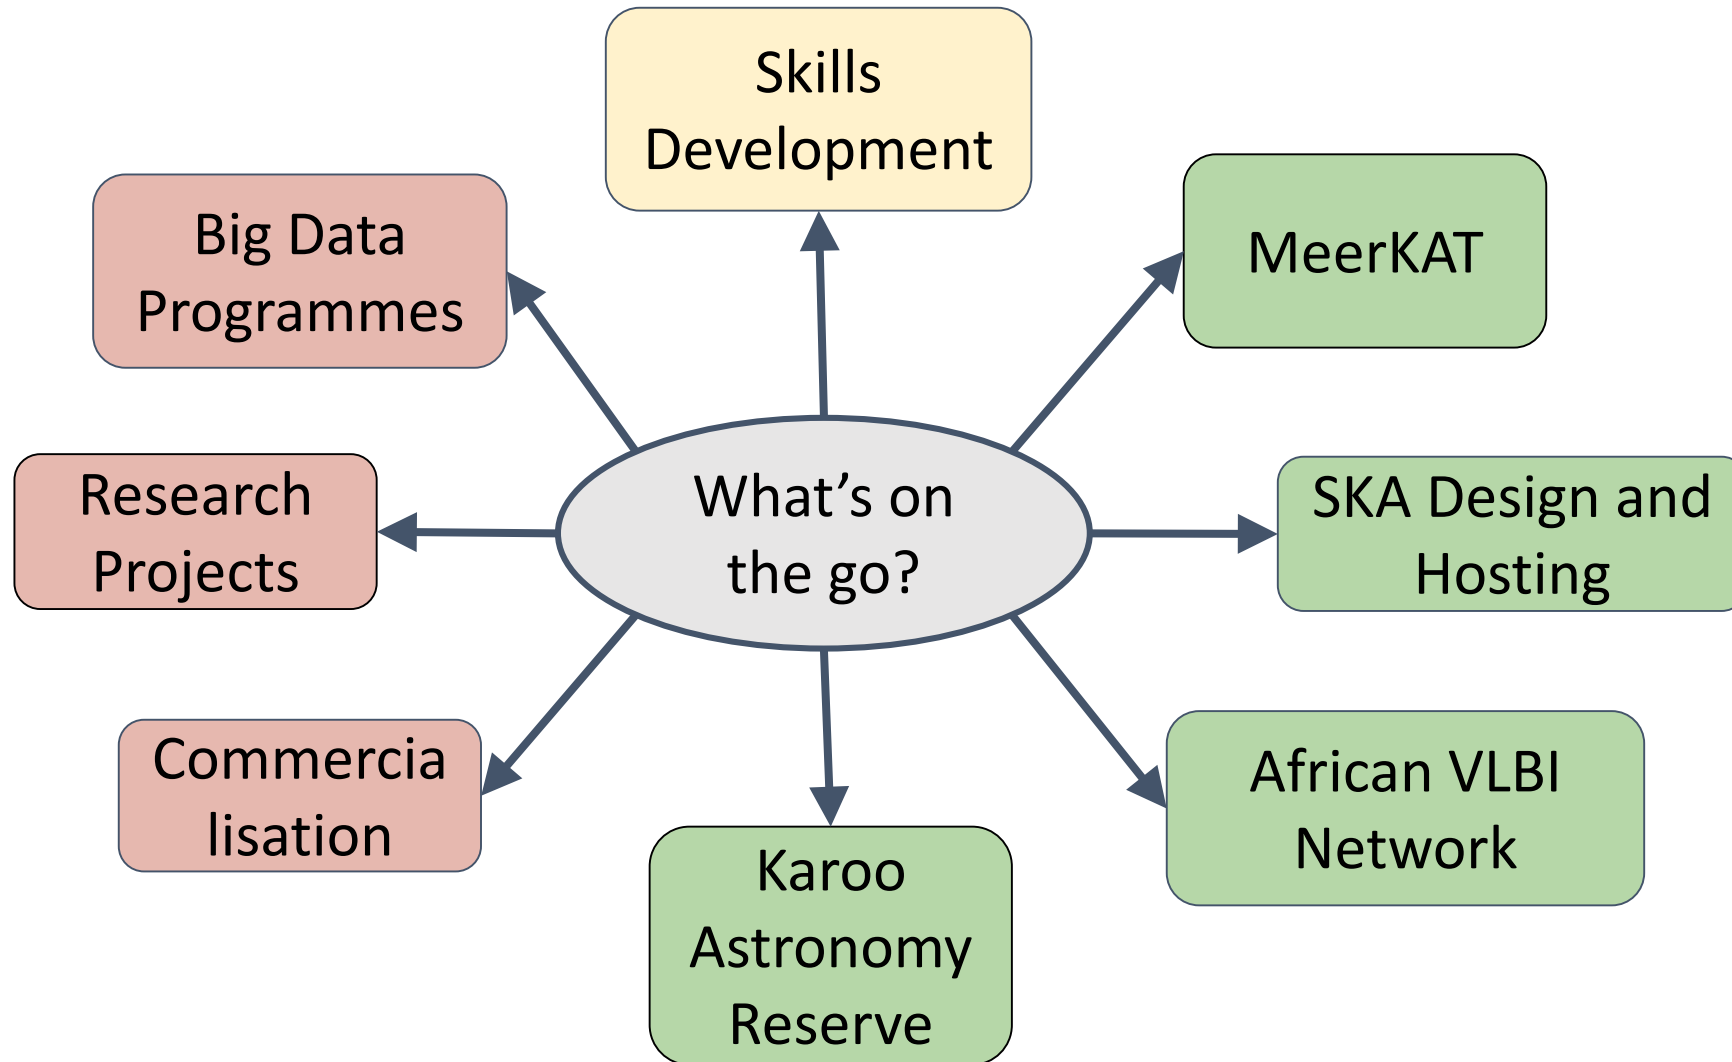 Skills
Development
Big Data
Programmes
MeerKAT
Research
Projects
What’s on
the go?
SKA Design and
Hosting
Commercia
lisation
African VLBI
Network
Karoo
Astronomy
Reserve